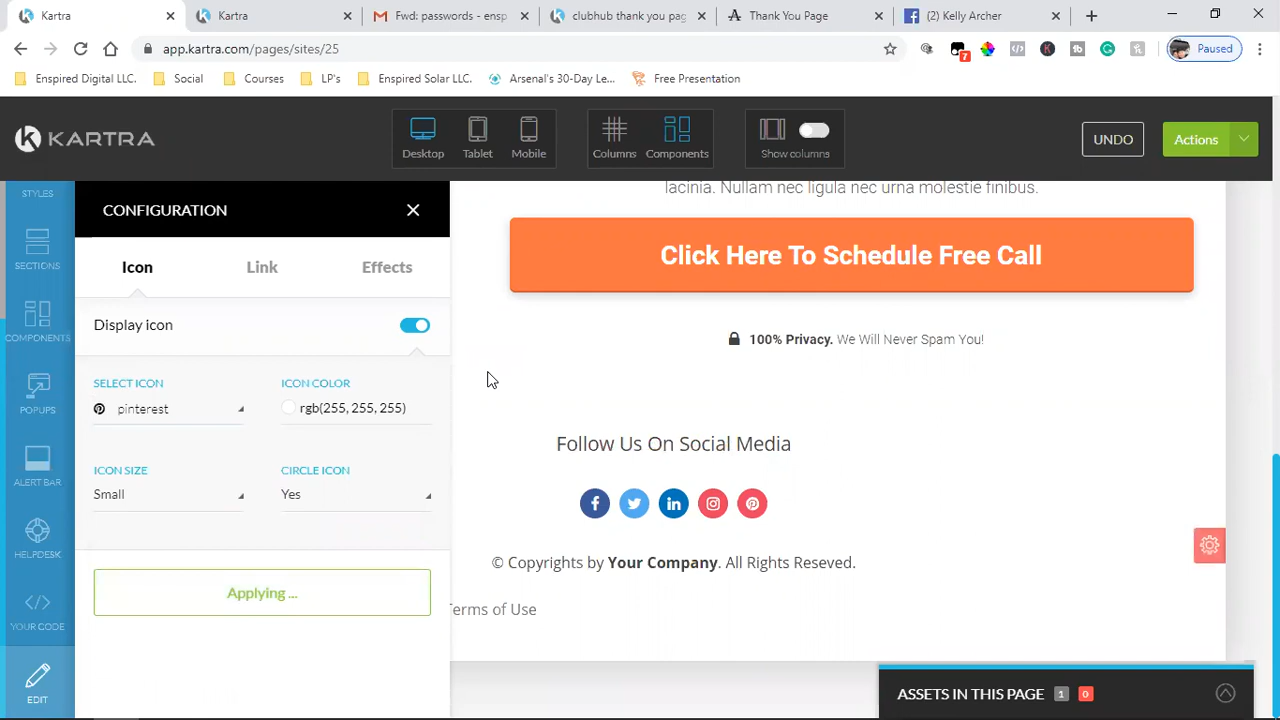 Kartra
Kartra
Fwd: passwords - ensp
clubhub thank you pag
Thank You Page
(2) Kelly Archer
app.kartra.com/pages/sites/25
7
Paused
Enspired Digital LLC.
Social
Courses
LP's
Enspired Solar LLC.
Arsenal's 30-Day Le...
Free Presentation
KARTRA
Desktop
Tablet
Mobile
Columns
Components
Show columns
UNDO
Actions
STYLES
SECTIONS
COMPONENTS
POPUPS
ALERT BAR
HELPDESK
YOUR CODE
EDIT
CONFIGURATION
Icon
Link
Effects
Display icon
SELECT ICON
ICON COLOR
pinterest
rgb(255, 255, 255)
ICON SIZE
CIRCLE ICON
Small
Yes
Applying ...
lacinia. Nullam nec ligula nec urna molestie finibus.
Click Here To Schedule Free Call
100% Privacy. We Will Never Spam You!
Follow Us On Social Media
© Copyrights by Your Company. All Rights Reseved.
Terms of Use
ASSETS IN THIS PAGE 1 0